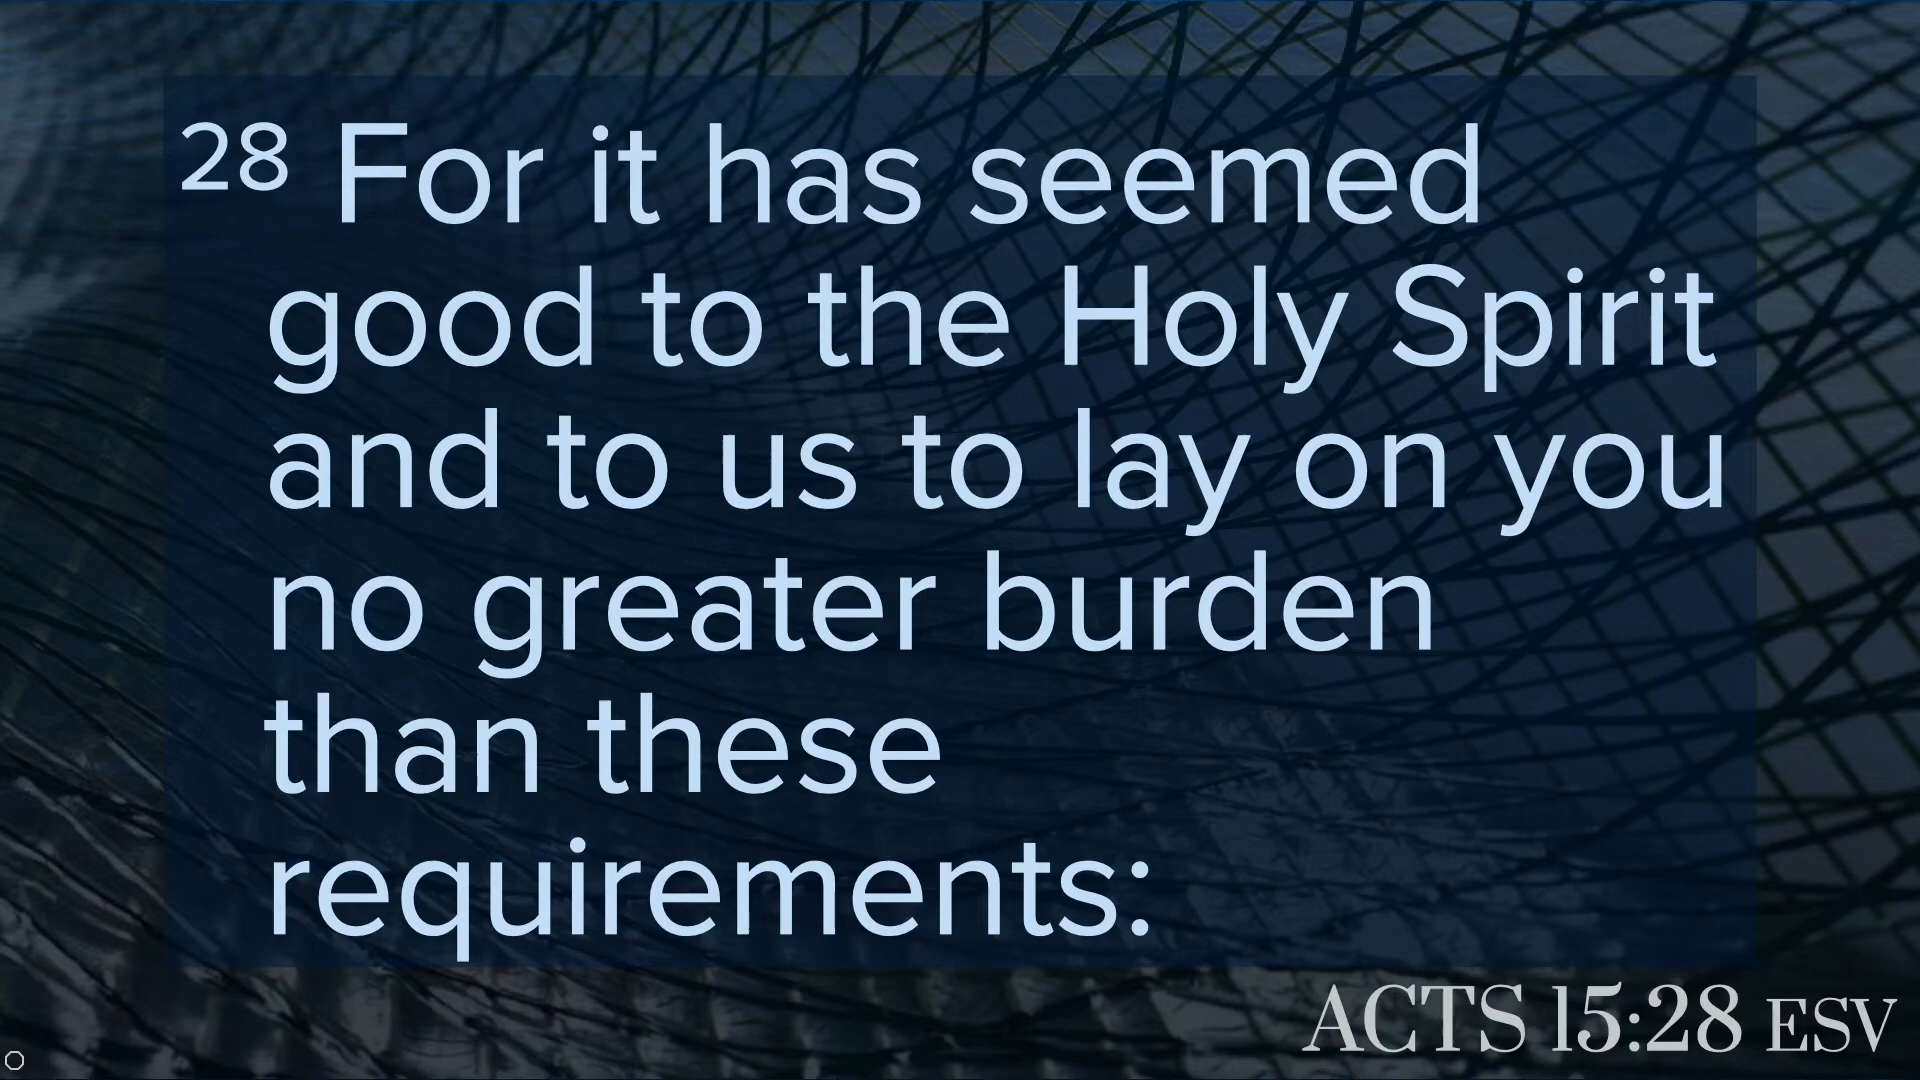 28 For it has seemed
good to the Holy Spirit
and to us to lay on you
no greater burden
than these
requirements:
ACTS 15:28 ESV